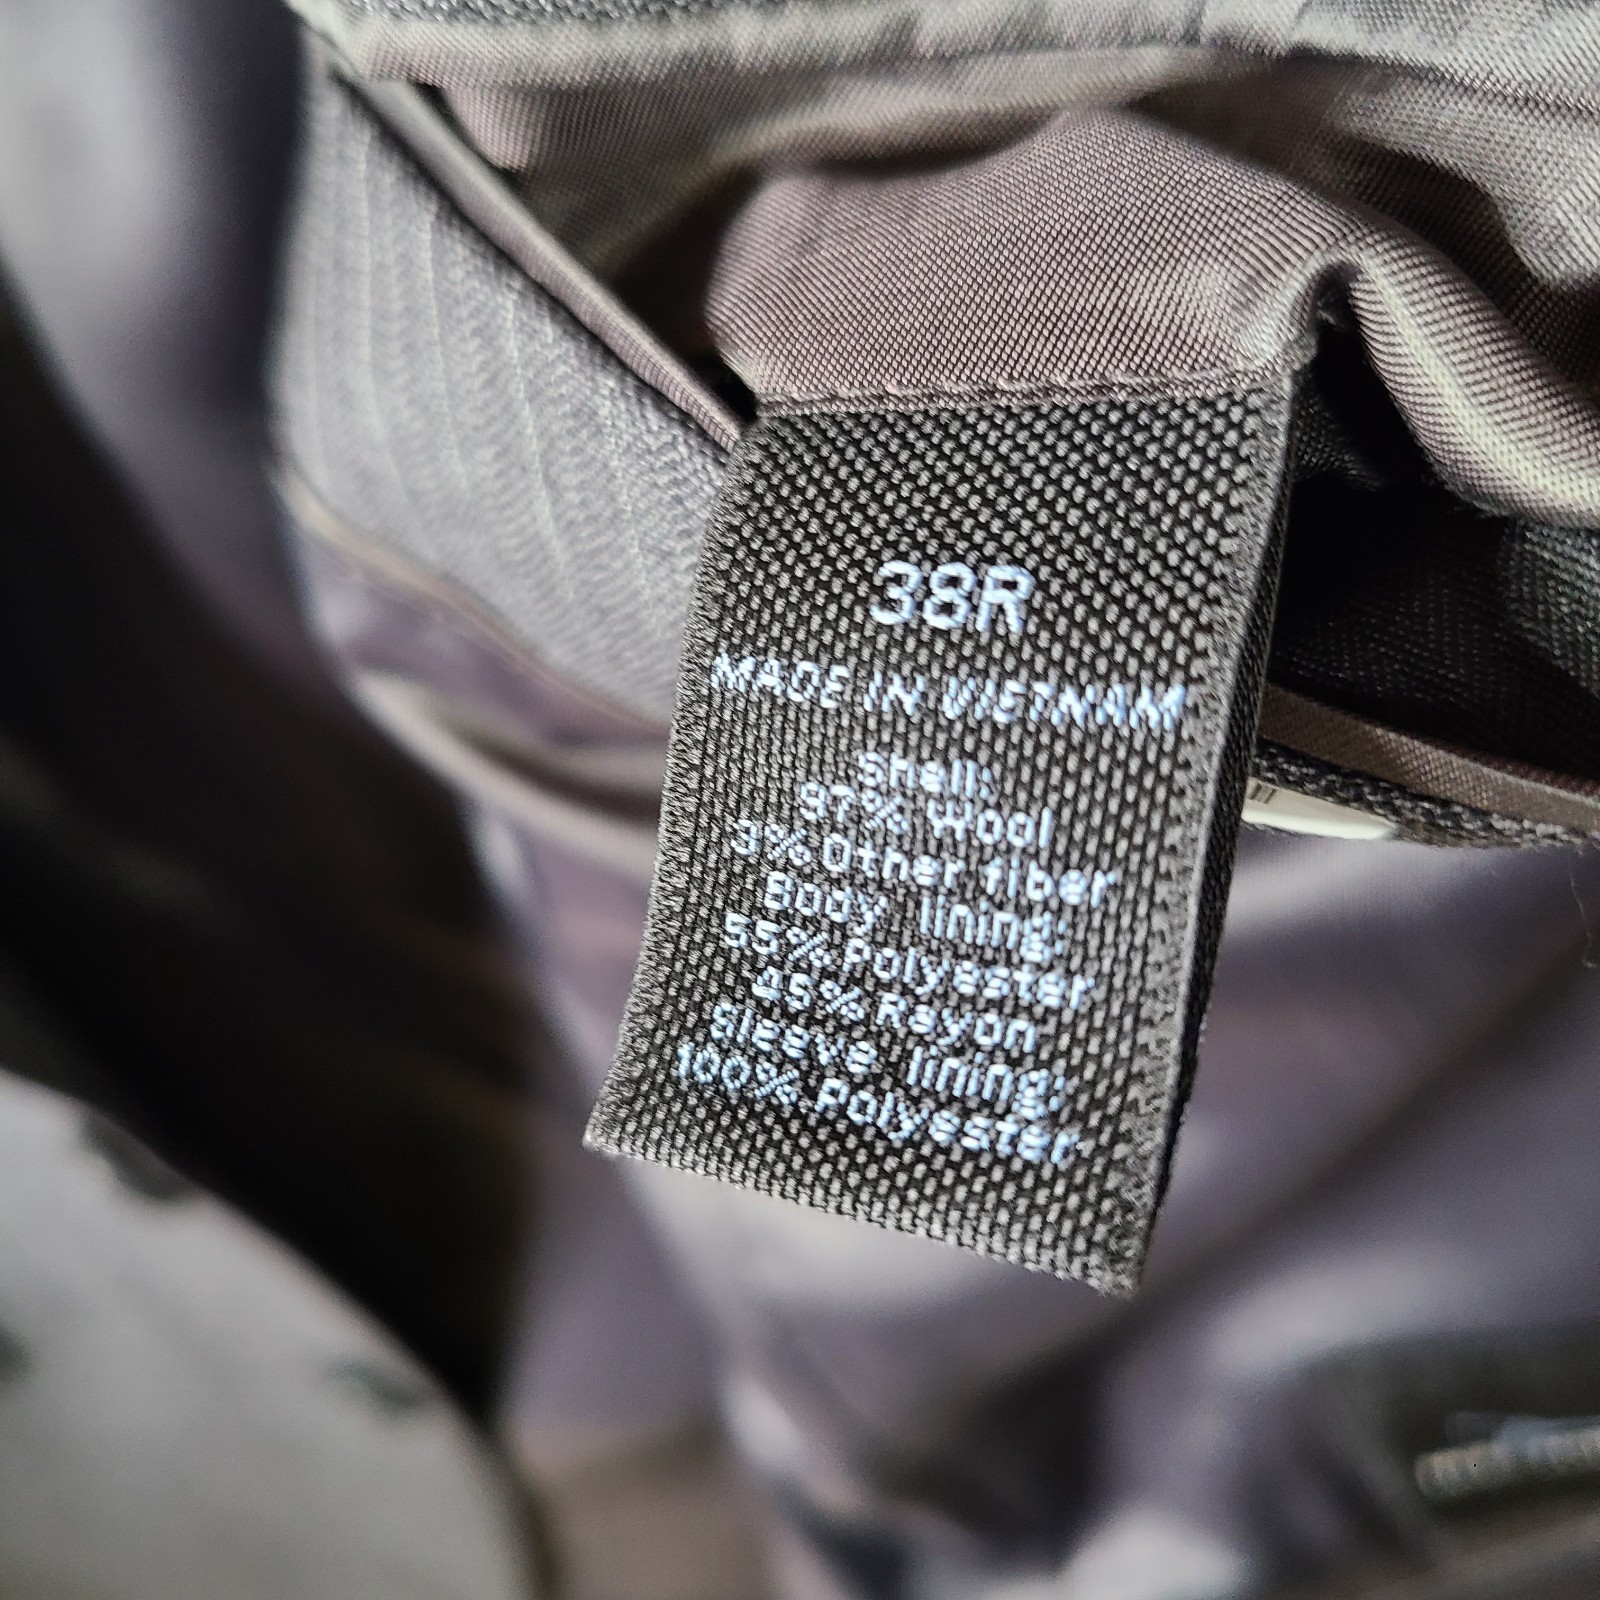 38R
MADE IN VIETNAM
Shell:
97% Wool
3% Other fiber
Body lining:
55% Polyester
45% Rayon
Sleeve lining:
100% Polyester